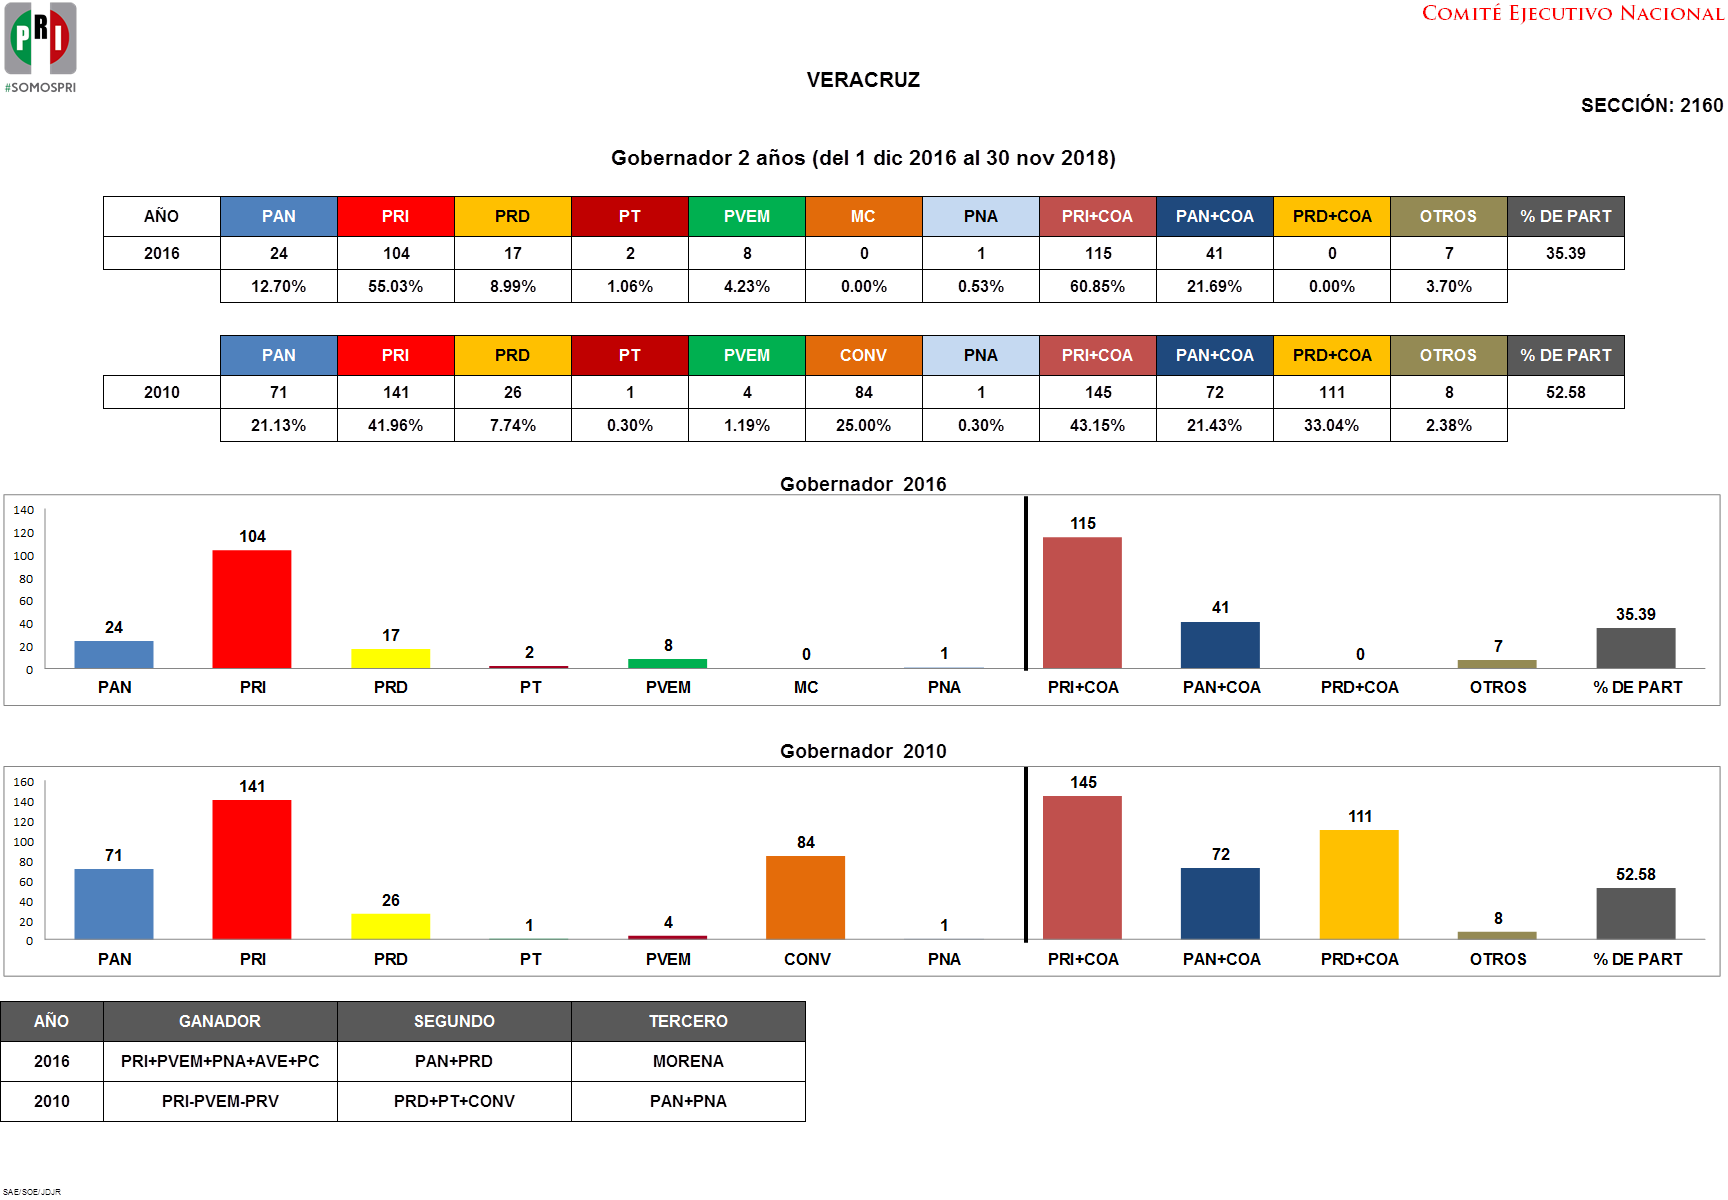 PRI
#SOMOSPRI
COMITÉ EJECUTIVO NACIONAL
VERACRUZ
SECCIÓN: 2160
Gobernador 2 años (del 1 dic 2016 al 30 nov 2018)
AÑO PAN PRI PRD PT PVEM MC PNA PRI+COA PAN+COA PRD+COA OTROS % DE PART
2016 24 104 17 2 8 0 1 115 41 0 7 35.39
12.70% 55.03% 8.99% 1.06% 4.23% 0.00% 0.53% 60.85% 21.69% 0.00% 3.70%
PAN PRI PRD PT PVEM CONV PNA PRI+COA PAN+COA PRD+COA OTROS % DE PART
2010 71 141 26 1 4 84 1 145 72 111 8 52.58
21.13% 41.96% 7.74% 0.30% 1.19% 25.00% 0.30% 43.15% 21.43% 33.04% 2.38%
Gobernador 2016
140
120
100
80
60
40
20
0
24 104 17 2 8 0 1 115 41 0 7 35.39
PAN PRI PRD PT PVEM MC PNA PRI+COA PAN+COA PRD+COA OTROS % DE PART
Gobernador 2010
160
140
120
100
80
60
40
20
0
71 141 26 1 4 84 1 145 72 111 8 52.58
PAN PRI PRD PT PVEM CONV PNA PRI+COA PAN+COA PRD+COA OTROS % DE PART
AÑO GANADOR SEGUNDO TERCERO
2016 PRI+PVEM+PNA+AVE+PC PAN+PRD MORENA
2010 PRI-PVEM-PRV PRD+PT+CONV PAN+PNA
SAE/SOE/JDJR